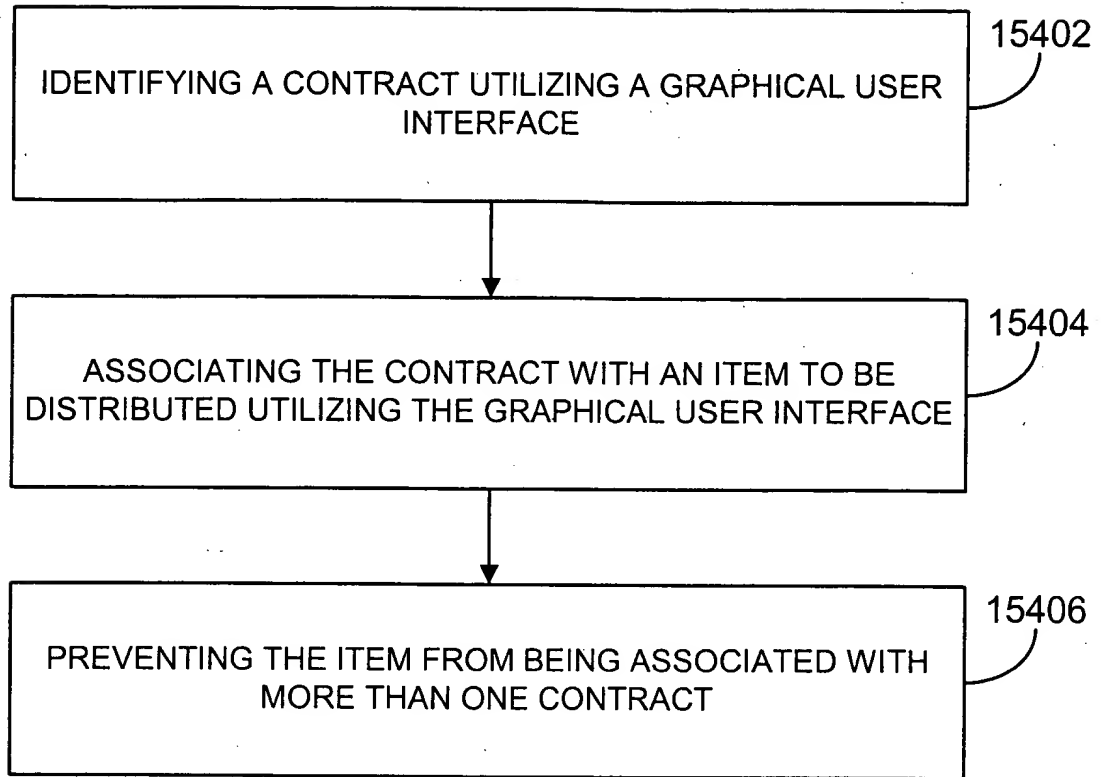 15402
IDENTIFYING A CONTRACT UTILIZING A GRAPHICAL USER
INTERFACE
15404
ASSOCIATING THE CONTRACT WITH AN ITEM TO BE
DISTRIBUTED UTILIZING THE GRAPHICAL USER INTERFACE
15406
PREVENTING THE ITEM FROM BEING ASSOCIATED WITH
MORE THAN ONE CONTRACT